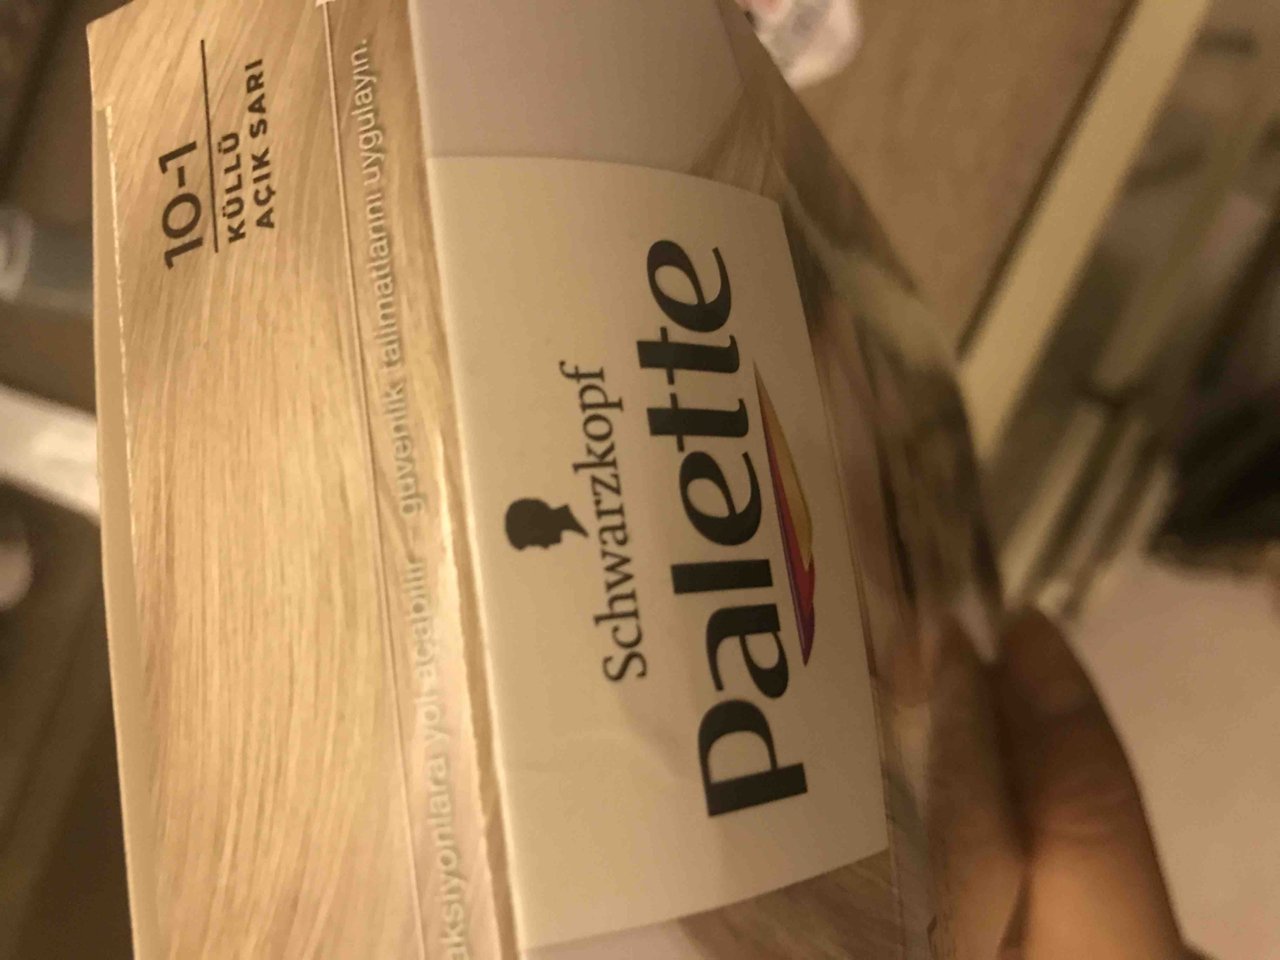 10-1
KÜLLÜ
AÇIK SARI
aksiyonlara yol açabilir - güvenlik talimatlarını uygulayın.
Schwarzkopf
Palette